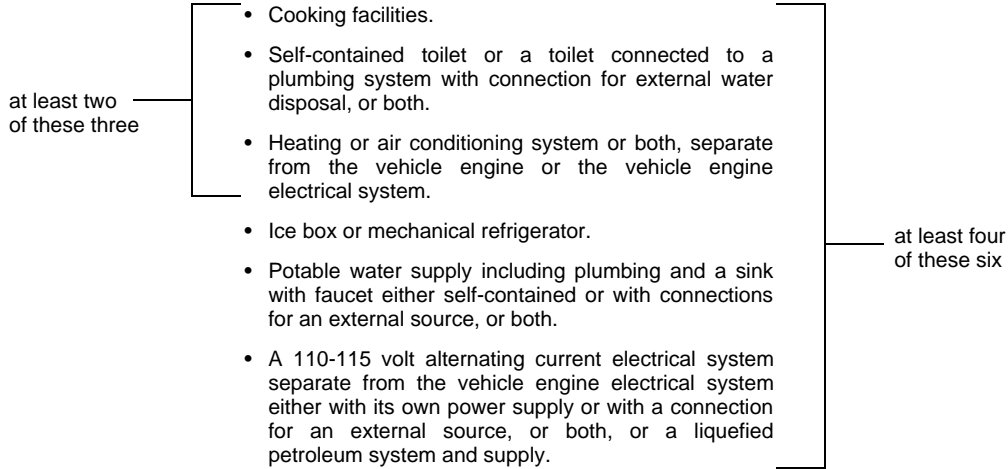 at least two
of these three
• Cooking facilities.
• Self-contained toilet or a toilet connected to a
plumbing system with connection for external water
disposal, or both.
• Heating or air conditioning system or both, separate
from the vehicle engine or the vehicle engine
electrical system.
• Ice box or mechanical refrigerator.
• Potable water supply including plumbing and a sink
with faucet either self-contained or with connections
for an external source, or both.
• A 110-115 volt alternating current electrical system
separate from the vehicle engine electrical system
either with its own power supply or with a connection
for an external source, or both, or a liquefied
petroleum system and supply.
at least four
of these six